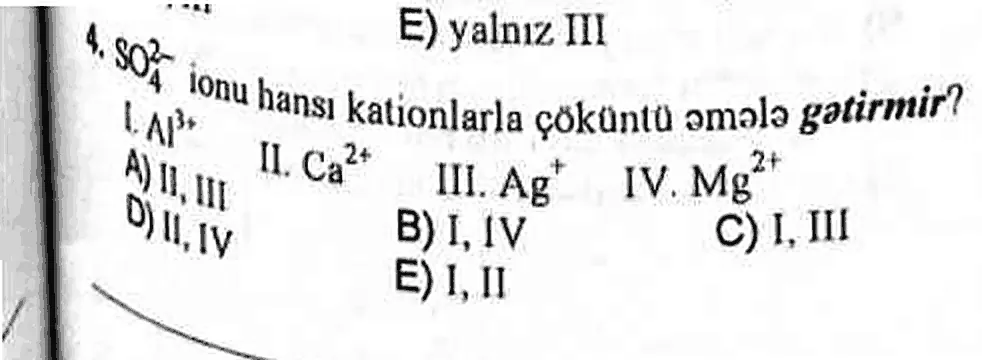 E) yalnız III
4. SO₄²⁻ ionu hansı kationlarla çöküntü əmələ gətirmir?
I. Al³⁺ II. Ca²⁺ III. Ag⁺ IV. Mg²⁺
A) II, III B) I, IV C) I, III
D) II, IV E) I, II